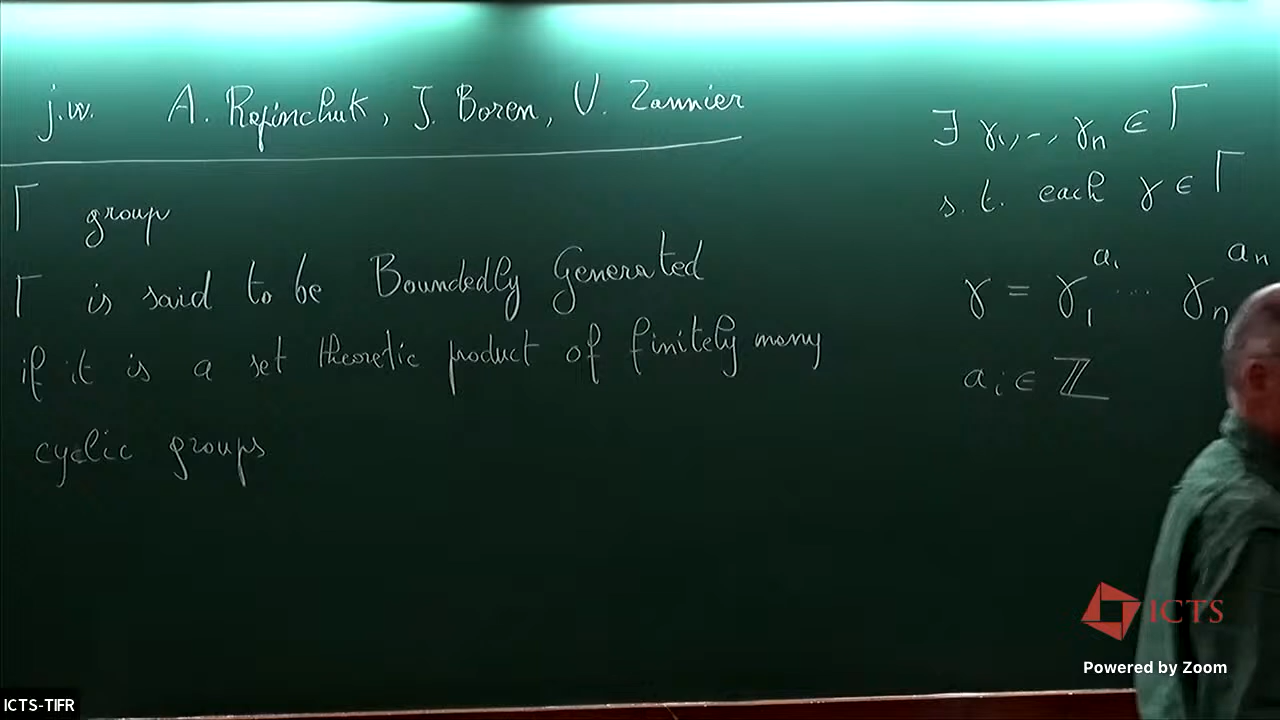 j.w. A. Rapinchuk, J. Boren, U. Zannier
Γ group
Γ is said to be Boundedly Generated
if it is a set theoretic product of finitely many
cyclic groups
∃ γ₁, -, γₙ ∈ Γ
s.t. each γ ∈ Γ
γ = γ₁^{a₁} ... γₙ^{aₙ}
aᵢ ∈ ℤ
ICTS
Powered by Zoom
ICTS-TIFR